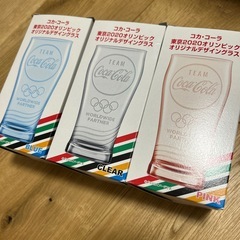 コカ・コーラ
東京2020オリンピック
オリジナルデザイングラス
TEAM
Coca-Cola
WORLDWIDE
PARTNER
BLUE
コカ・コーラ
東京2020オリンピック
オリジナルデザイングラス
TEAM
Coca-Cola
WORLDWIDE
PARTNER
CLEAR
コカ・コーラ
東京2020オリンピック
オリジナルデザイングラス
TEAM
Coca-Cola
WORLDWIDE
PARTNER
PINK